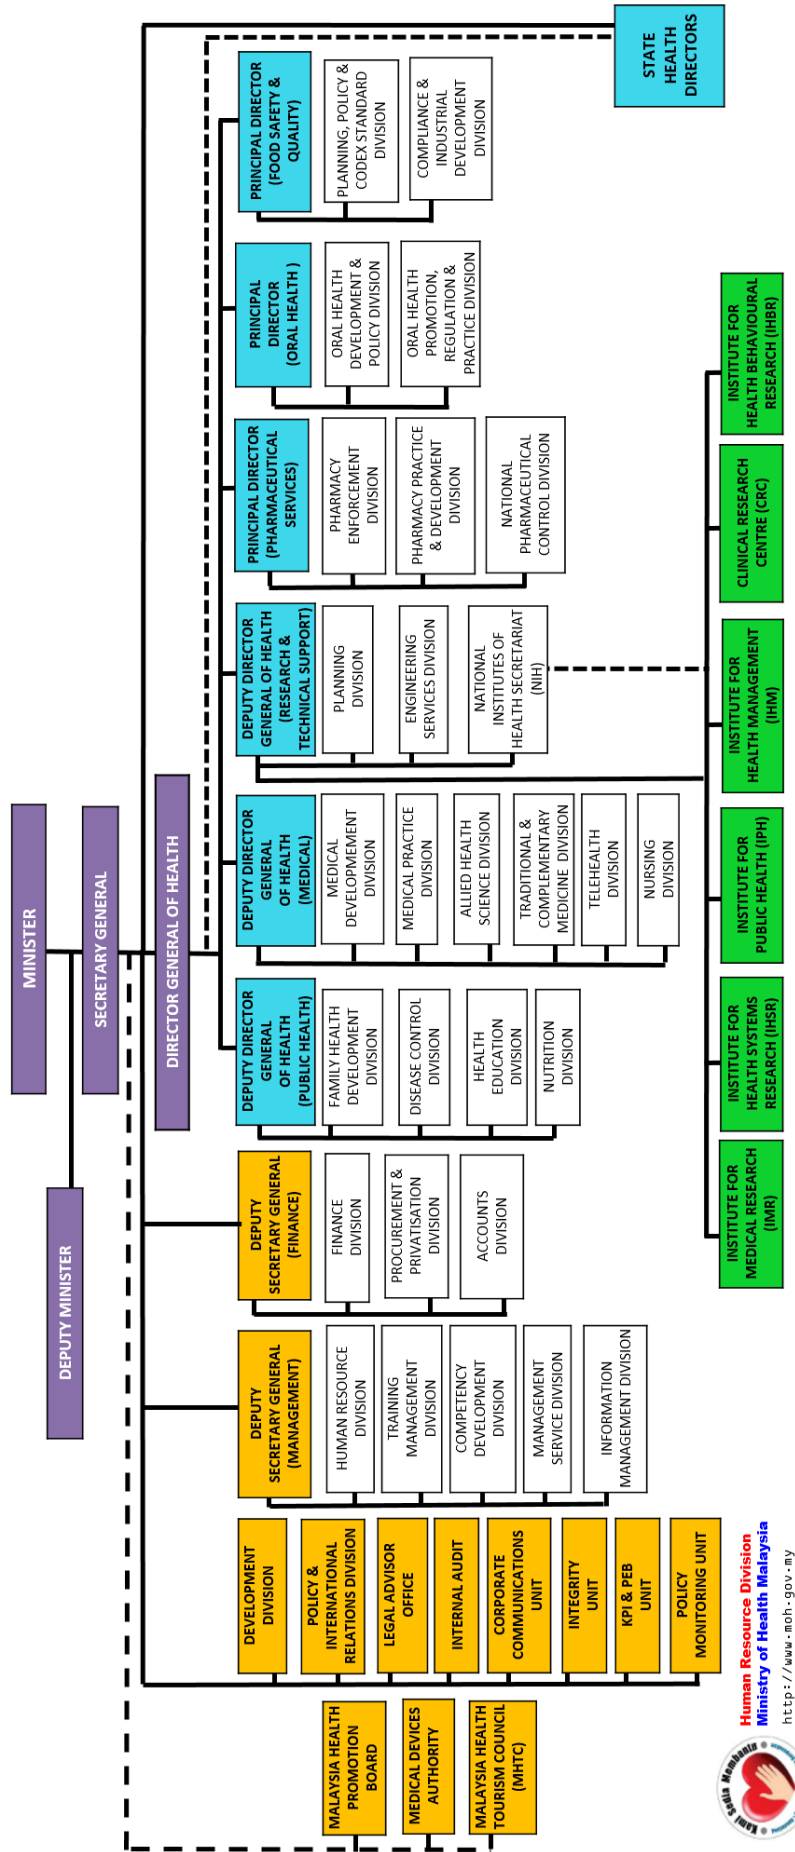 MINISTER
DEPUTY MINISTER
SECRETARY GENERAL
DIRECTOR GENERAL OF HEALTH
MALAYSIA HEALTH
PROMOTION
BOARD
MEDICAL DEVICES
AUTHORITY
MALAYSIA HEALTH
TOURISM COUNCIL
(MHTC)
DEVELOPMENT
DIVISION
POLICY &
INTERNATIONAL
RELATIONS DIVISION
LEGAL ADVISOR
OFFICE
INTERNAL AUDIT
CORPORATE
COMMUNICATIONS
UNIT
INTEGRITY
UNIT
KPI & PEB
UNIT
POLICY
MONITORING UNIT
DEPUTY
SECRETARY GENERAL
(MANAGEMENT)
HUMAN RESOURCE
DIVISION
TRAINING
MANAGEMENT
DIVISION
COMPETENCY
DEVELOPMENT
DIVISION
MANAGEMENT
SERVICE DIVISION
INFORMATION
MANAGEMENT DIVISION
DEPUTY
SECRETARY GENERAL
(FINANCE)
FINANCE
DIVISION
PROCUREMENT &
PRIVATISATION
DIVISION
ACCOUNTS
DIVISION
DEPUTY DIRECTOR
GENERAL
OF HEALTH
(PUBLIC HEALTH)
FAMILY HEALTH
DEVELOPMENT
DIVISION
DISEASE CONTROL
DIVISION
HEALTH
EDUCATION
DIVISION
NUTRITION
DIVISION
DEPUTY DIRECTOR
GENERAL
OF HEALTH
(MEDICAL)
MEDICAL
DEVELOPMEMENT
DIVISION
MEDICAL PRACTICE
DIVISION
ALLIED HEALTH
SCIENCE DIVISION
TRADITIONAL &
COMPLEMENTARY
MEDICINE DIVISION
TELEHEALTH
DIVISION
NURSING
DIVISION
DEPUTY DIRECTOR
GENERAL OF HEALTH
(RESEARCH &
TECHNICAL SUPPORT)
PLANNING
DIVISION
ENGINEERING
SERVICES DIVISION
NATIONAL
INSTITUTES OF
HEALTH SECRETARIAT
(NIH)
PRINCIPAL DIRECTOR
(PHARMACEUTICAL
SERVICES)
PHARMACY
ENFORCEMENT
DIVISION
PHARMACY PRACTICE
& DEVELOPMENT
DIVISION
NATIONAL
PHARMACEUTICAL
CONTROL DIVISION
PRINCIPAL
DIRECTOR
(ORAL HEALTH )
ORAL HEALTH
DEVELOPMENT &
POLICY DIVISION
ORAL HEALTH
PROMOTION,
REGULATION &
PRACTICE DIVISION
PRINCIPAL DIRECTOR
(FOOD SAFETY &
QUALITY)
PLANNING, POLICY &
CODEX STANDARD
DIVISION
COMPLIANCE &
INDUSTRIAL
DEVELOPMENT
DIVISION
STATE
HEALTH
DIRECTORS
INSTITUTE FOR
MEDICAL RESEARCH
(IMR)
INSTITUTE FOR
HEALTH SYSTEMS
RESEARCH (IHSR)
INSTITUTE FOR
PUBLIC HEALTH (IPH)
INSTITUTE FOR
HEALTH MANAGEMENT
(IHM)
CLINICAL RESEARCH
CENTRE (CRC)
INSTITUTE FOR
HEALTH BEHAVIOURAL
RESEARCH (IHBR)
Kami Sedia Membantu
Human Resource Division
Ministry of Health Malaysia
http://www.moh.gov.my